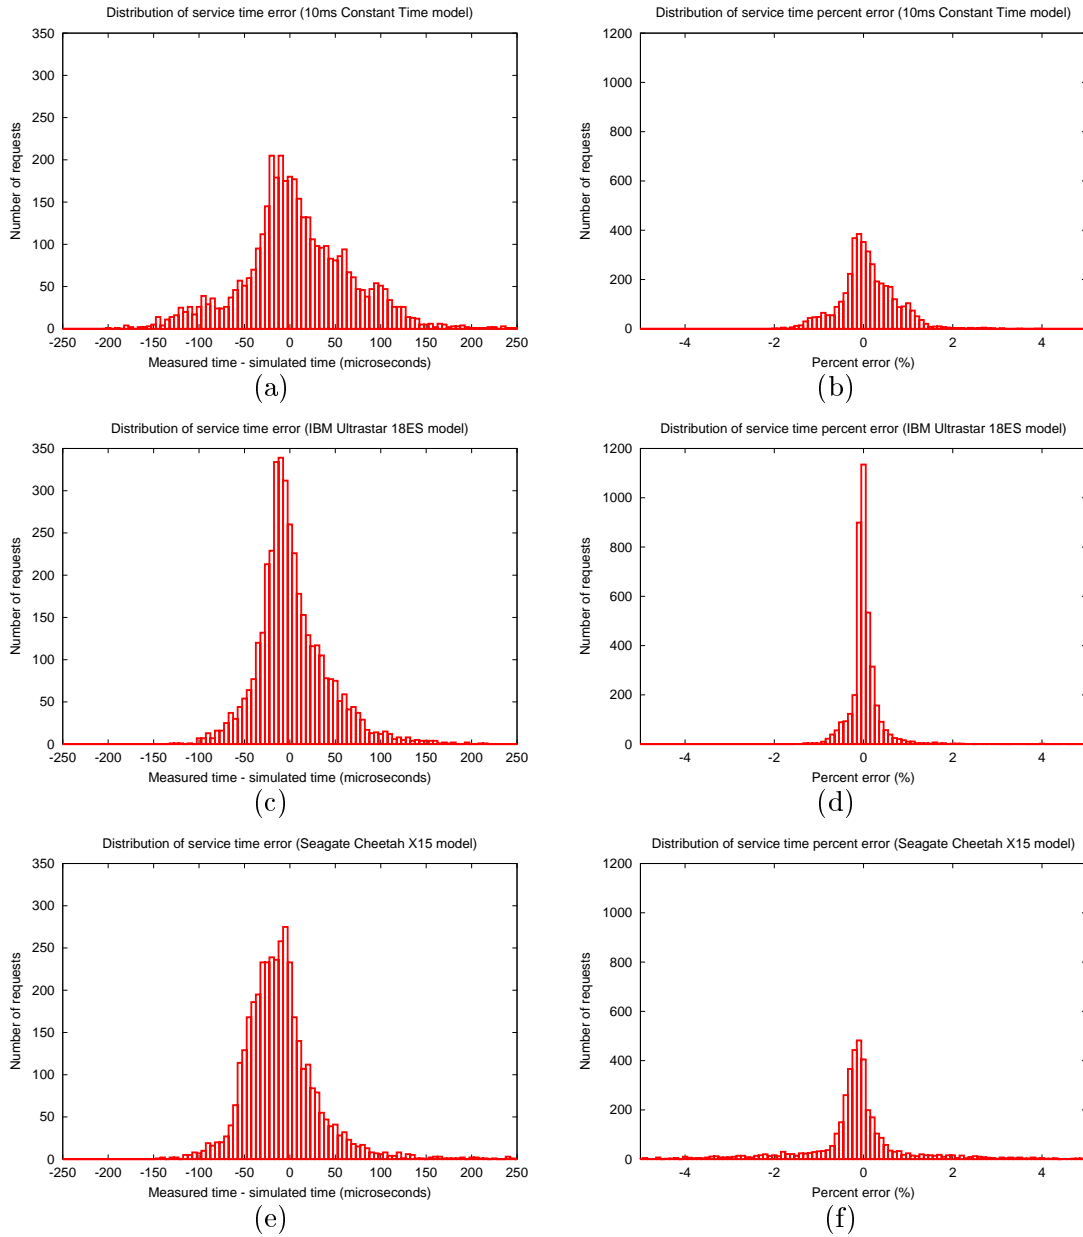 Distribution of service time error (10ms Constant Time model)
350
300
250
200
150
100
50
0
-250 -200 -150 -100 -50 0 50 100 150 200 250
Number of requests
Measured time - simulated time (microseconds)
(a)
Distribution of service time percent error (10ms Constant Time model)
1200
1000
800
600
400
200
0
-4 -2 0 2 4
Number of requests
Percent error (%)
(b)
Distribution of service time error (IBM Ultrastar 18ES model)
350
300
250
200
150
100
50
0
-250 -200 -150 -100 -50 0 50 100 150 200 250
Number of requests
Measured time - simulated time (microseconds)
(c)
Distribution of service time percent error (IBM Ultrastar 18ES model)
1200
1000
800
600
400
200
0
-4 -2 0 2 4
Number of requests
Percent error (%)
(d)
Distribution of service time error (Seagate Cheetah X15 model)
350
300
250
200
150
100
50
0
-250 -200 -150 -100 -50 0 50 100 150 200 250
Number of requests
Measured time - simulated time (microseconds)
(e)
Distribution of service time percent error (Seagate Cheetah X15 model)
1200
1000
800
600
400
200
0
-4 -2 0 2 4
Number of requests
Percent error (%)
(f)